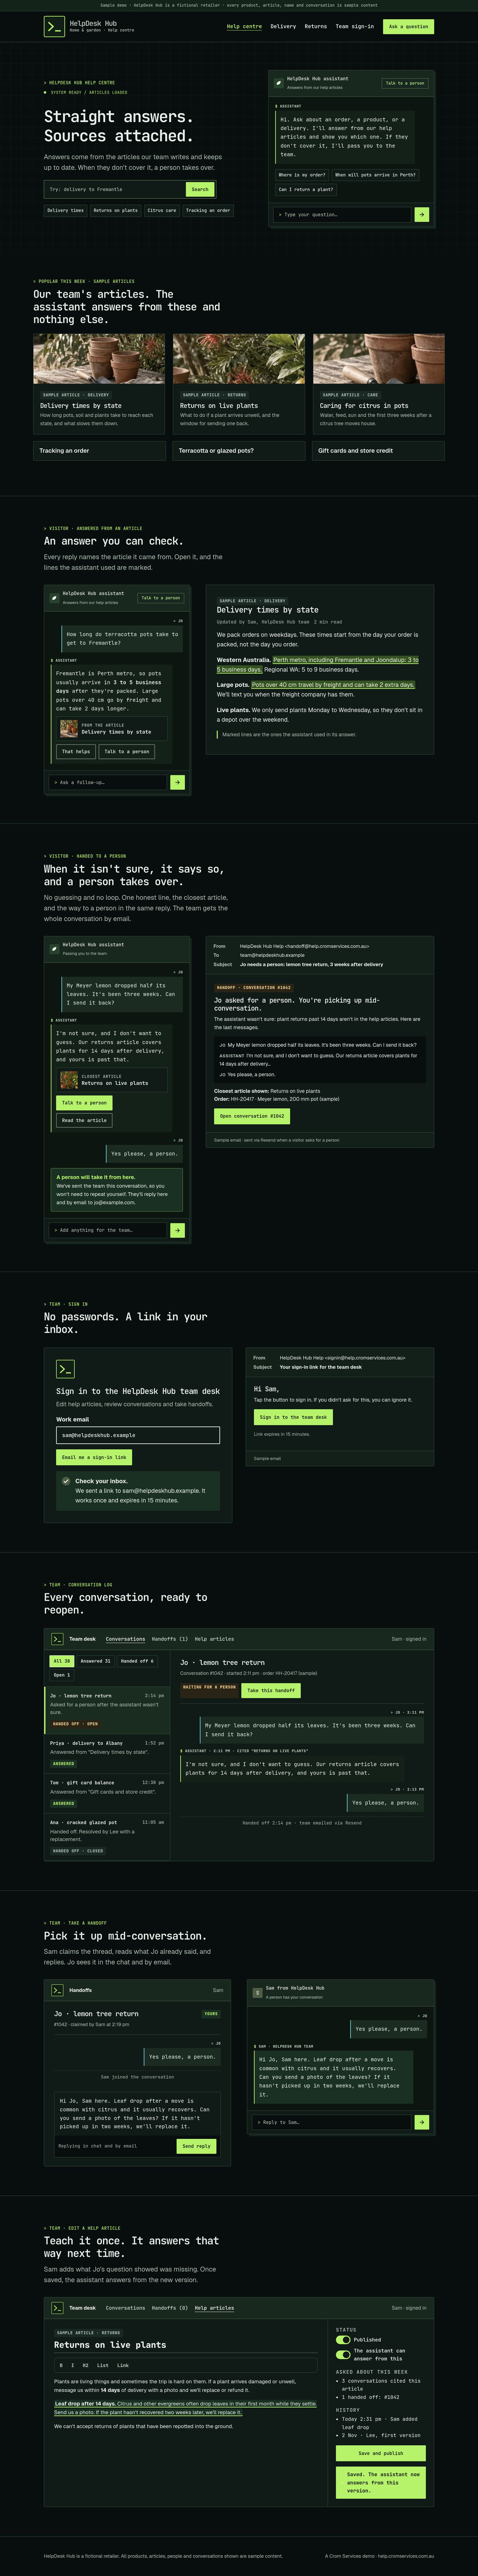 Sample demo · HelpDesk Hub is a fictional retailer · every product, article, name and conversation is sample content
HelpDesk Hub
Home & garden · Help centre
Help centre
Delivery
Returns
Team sign-in
Ask a question
> HELPDESK HUB HELP CENTRE
SYSTEM READY / ARTICLES LOADED
Straight answers.
Sources attached.
Answers come from the articles our team writes and keeps
up to date. When they don't cover it, a person takes over.
Try: delivery to Fremantle
Search
Delivery times
Returns on plants
Citrus care
Tracking an order
HelpDesk Hub assistant
Answers from our help articles
Talk to a person
$ ASSISTANT
Hi. Ask about an order, a product, or a
delivery. I'll answer from our help
articles and show you which one. If they
don't cover it, I'll pass you to the
team.
Where is my order?
When will pots arrive in Perth?
Can I return a plant?
> Type your question…
> POPULAR THIS WEEK · SAMPLE ARTICLES
Our team's articles. The
assistant answers from these and
nothing else.
SAMPLE ARTICLE · DELIVERY
Delivery times by state
How long pots, soil and plants take to reach each
state, and what slows them down.
SAMPLE ARTICLE · RETURNS
Returns on live plants
What to do if a plant arrives unwell, and the
window for sending one back.
SAMPLE ARTICLE · CARE
Caring for citrus in pots
Water, feed, sun and the first three weeks after a
citrus tree moves house.
Tracking an order
Terracotta or glazed pots?
Gift cards and store credit
> VISITOR · ANSWERED FROM AN ARTICLE
An answer you can check.
Every reply names the article it came from. Open it, and the
lines the assistant used are marked.
HelpDesk Hub assistant
Answers from our help articles
Talk to a person
> JO
How long do terracotta pots take to
get to Fremantle?
$ ASSISTANT
Fremantle is Perth metro, so pots
usually arrive in 3 to 5 business
days after they're packed. Large
pots over 40 cm go by freight and
can take 2 days longer.
FROM THE ARTICLE
Delivery times by state
That helps
Talk to a person
> Ask a follow-up…
SAMPLE ARTICLE · DELIVERY
Delivery times by state
Updated by Sam, HelpDesk Hub team · 2 min read
We pack orders on weekdays. These times start from the day your order is
packed, not the day you order.
Western Australia. Perth metro, including Fremantle and Joondalup: 3 to
5 business days. Regional WA: 5 to 9 business days.
Large pots. Pots over 40 cm travel by freight and can take 2 extra days.
We'll text you when the freight company has them.
Live plants. We only send plants Monday to Wednesday, so they don't sit in
a depot over the weekend.
Marked lines are the ones the assistant used in its answer.
> VISITOR · HANDED TO A PERSON
When it isn't sure, it says so,
and a person takes over.
No guessing and no loop. One honest line, the closest article,
and the way to a person in the same reply. The team gets the
whole conversation by email.
HelpDesk Hub assistant
Passing you to the team
> JO
My Meyer lemon dropped half its
leaves. It's been three weeks. Can
I send it back?
$ ASSISTANT
I'm not sure, and I don't want to
guess. Our returns article covers
plants for 14 days after delivery,
and yours is past that.
CLOSEST ARTICLE
Returns on live plants
Talk to a person
Read the article
> JO
Yes please, a person.
A person will take it from here.
We've sent the team this conversation, so you
won't need to repeat yourself. They'll reply here
and by email to jo@example.com.
> Add anything for the team…
From HelpDesk Hub Help <handoff@help.cromservices.com.au>
To team@helpdeskhub.example
Subject Jo needs a person: lemon tree return, 3 weeks after delivery
HANDOFF · CONVERSATION #1042
Jo asked for a person. You're picking up mid-
conversation.
The assistant wasn't sure: plant returns past 14 days aren't in the help articles. Here are
the last messages.
JO My Meyer lemon dropped half its leaves. It's been three weeks. Can I send it back?
ASSISTANT I'm not sure, and I don't want to guess. Our returns article covers plants for
14 days after delivery…
JO Yes please, a person.
Closest article shown: Returns on live plants
Order: HH-20417 · Meyer lemon, 200 mm pot (sample)
Open conversation #1042
Sample email · sent via Resend when a visitor asks for a person
> TEAM · SIGN IN
No passwords. A link in your
inbox.
Sign in to the HelpDesk Hub team desk
Edit help articles, review conversations and take handoffs.
Work email
sam@helpdeskhub.example
Email me a sign-in link
Check your inbox.
We sent a link to sam@helpdeskhub.example. It
works once and expires in 15 minutes.
From HelpDesk Hub Help <signin@help.cromservices.com.au>
Subject Your sign-in link for the team desk
Hi Sam,
Tap the button to sign in. If you didn't ask for this, you can ignore it.
Sign in to the team desk
Link expires in 15 minutes.
Sample email
> TEAM · CONVERSATION LOG
Every conversation, ready to
reopen.
Team desk
Conversations
Handoffs (1)
Help articles
Sam · signed in
All 38
Answered 31
Handed off 6
Open 1
Jo · lemon tree return
2:14 pm
Asked for a person after the assistant wasn't
sure.
HANDED OFF · OPEN
Priya · delivery to Albany
1:52 pm
Answered from "Delivery times by state".
ANSWERED
Tom · gift card balance
12:35 pm
Answered from "Gift cards and store credit".
ANSWERED
Ana · cracked glazed pot
11:05 am
Handed off. Resolved by Lee with a
replacement.
HANDED OFF · CLOSED
Jo · lemon tree return
Conversation #1042 · started 2:11 pm · order HH-20417 (sample)
WAITING FOR A PERSON
Take this handoff
> JO · 2:11 PM
My Meyer lemon dropped half its leaves. It's been three weeks. Can
I send it back?
$ ASSISTANT · 2:11 PM · CITED "RETURNS ON LIVE PLANTS"
I'm not sure, and I don't want to guess. Our returns article covers
plants for 14 days after delivery, and yours is past that.
> JO · 2:13 PM
Yes please, a person.
Handed off 2:14 pm · team emailed via Resend
> TEAM · TAKE A HANDOFF
Pick it up mid-conversation.
Sam claims the thread, reads what Jo already said, and
replies. Jo sees it in the chat and by email.
Handoffs
Sam
Jo · lemon tree return
YOURS
#1042 · claimed by Sam at 2:19 pm
> JO
Yes please, a person.
Sam joined the conversation
Hi Jo, Sam here. Leaf drop after a move is
common with citrus and it usually recovers. Can
you send a photo of the leaves? If it hasn't
picked up in two weeks, we'll replace it.
Replying in chat and by email
Send reply
S
Sam from HelpDesk Hub
A person has your conversation
> JO
Yes please, a person.
$ SAM · HELPDESK HUB TEAM
Hi Jo, Sam here. Leaf drop after a move is
common with citrus and it usually recovers.
Can you send a photo of the leaves? If it
hasn't picked up in two weeks, we'll replace
it.
> Reply to Sam…
> TEAM · EDIT A HELP ARTICLE
Teach it once. It answers that
way next time.
Sam adds what Jo's question showed was missing. Once
saved, the assistant answers from the new version.
Team desk
Conversations
Handoffs (0)
Help articles
Sam · signed in
SAMPLE ARTICLE · RETURNS
Returns on live plants
B
I
H2
List
Link
Plants are living things and sometimes the trip is hard on them. If a plant arrives damaged or unwell,
message us within 14 days of delivery with a photo and we'll replace or refund it.
Leaf drop after 14 days. Citrus and other evergreens often drop leaves in their first month while they settle.
Send us a photo. If the plant hasn't recovered two weeks later, we'll replace it.
We can't accept returns of plants that have been repotted into the ground.
STATUS
Published
The assistant can
answer from this
ASKED ABOUT THIS WEEK
• 3 conversations cited this
article
• 1 handed off: #1042
HISTORY
• Today 2:31 pm · Sam added
leaf drop
• 2 Nov · Lee, first version
Save and publish
Saved. The assistant now
answers from this
version.
HelpDesk Hub is a fictional retailer. All products, articles, people and conversations shown are sample content.
A Crom Services demo · help.cromservices.com.au